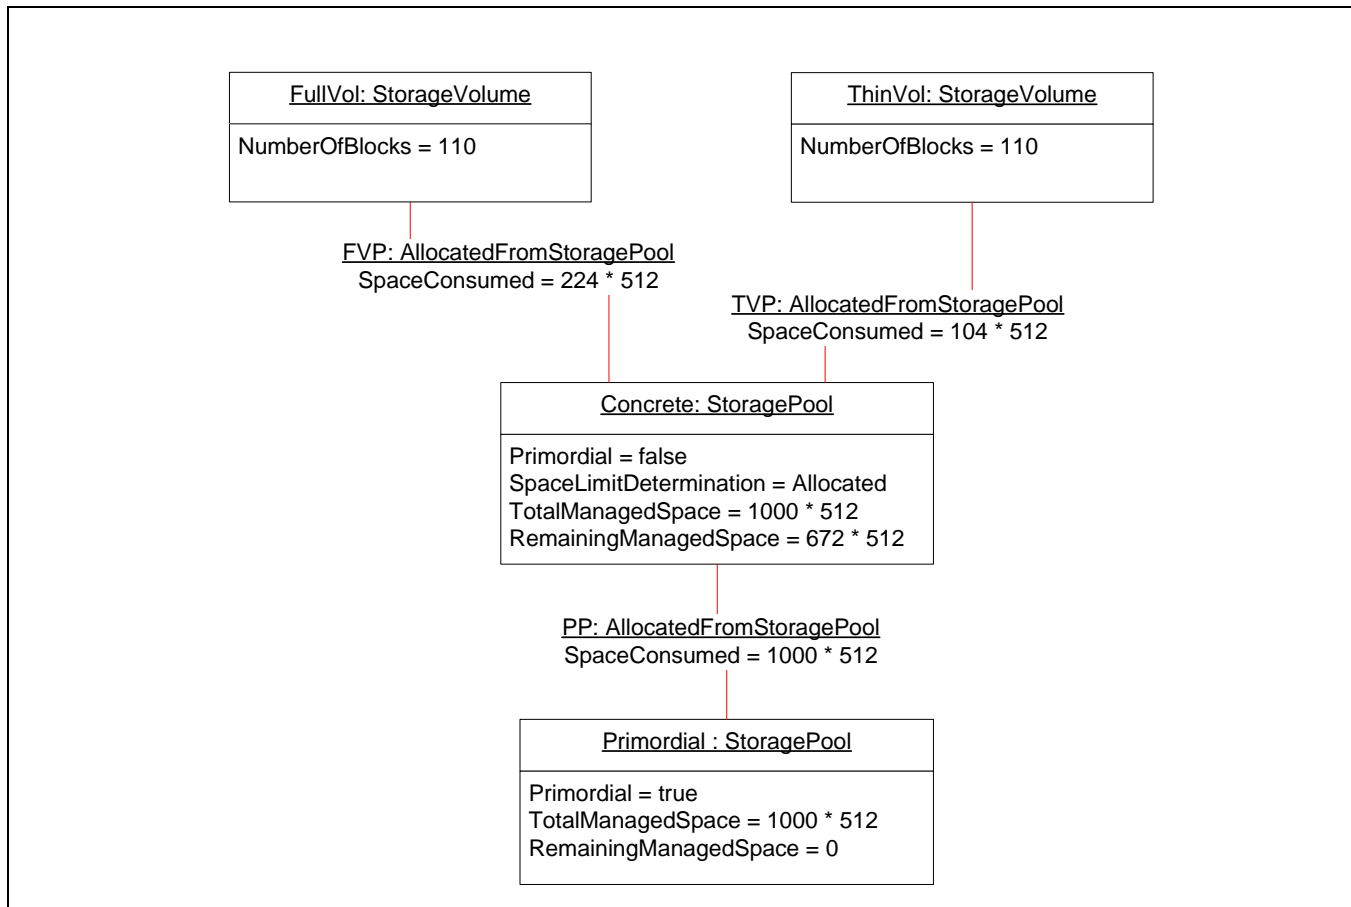 FullVol: StorageVolume
NumberOfBlocks = 110
ThinVol: StorageVolume
NumberOfBlocks = 110
FVP: AllocatedFromStoragePool
SpaceConsumed = 224 * 512
TVP: AllocatedFromStoragePool
SpaceConsumed = 104 * 512
Concrete: StoragePool
Primordial = false
SpaceLimitDetermination = Allocated
TotalManagedSpace = 1000 * 512
RemainingManagedSpace = 672 * 512
PP: AllocatedFromStoragePool
SpaceConsumed = 1000 * 512
Primordial : StoragePool
Primordial = true
TotalManagedSpace = 1000 * 512
RemainingManagedSpace = 0